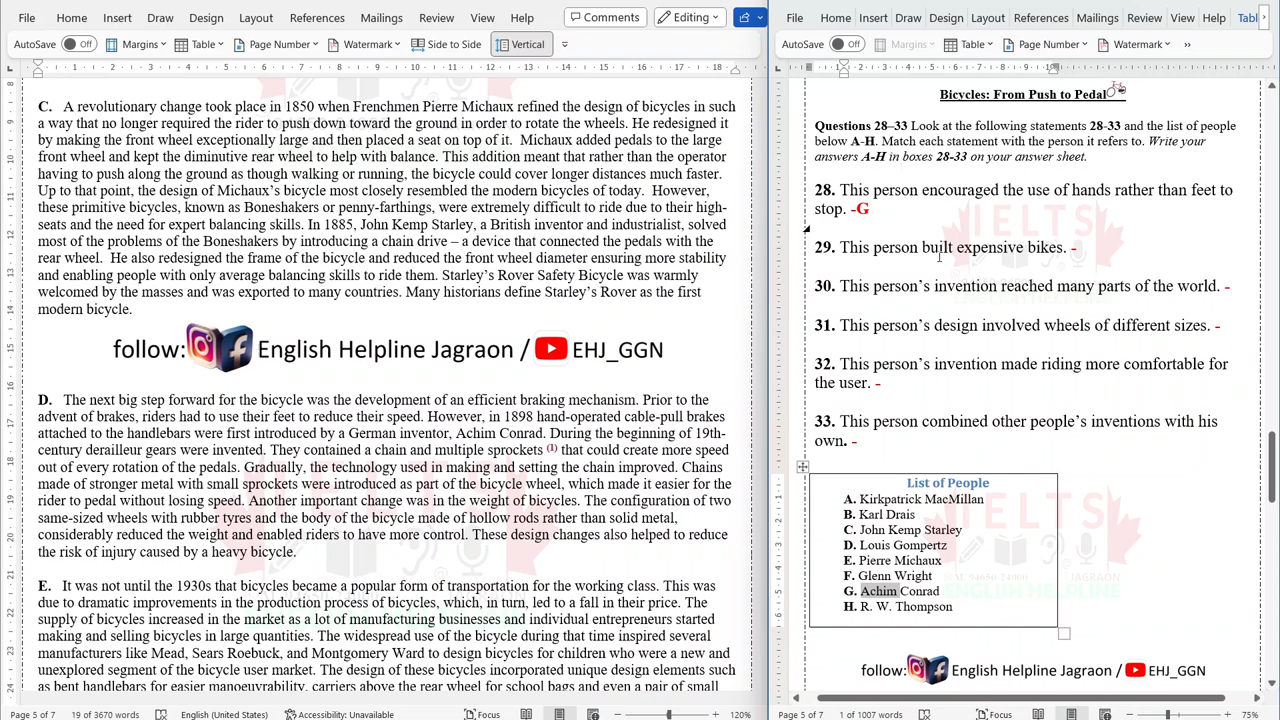 File Home Insert Draw Design Layout References Mailings Review View Help Comments Editing
AutoSave Off Margins Table Page Number Watermark Side to Side Vertical
C. A revolutionary change took place in 1850 when Frenchmen Pierre Michaux refined the design of bicycles in such
a way that no longer required the rider to push down toward the ground in order to rotate the wheels. He redesigned it
by making the front wheel exceptionally large and then placed a seat on top of it. Michaux added pedals to the large
front wheel and kept the diminutive rear wheel to help with balance. This addition meant that rather than the operator
having to push along the ground as though walking or running, the bicycle could cover longer distances much faster.
Up to that point, the design of Michaux's bicycle most closely resembled the modern bicycles of today. However,
these primitive bicycles, known as Boneshakers or penny-farthings, were extremely difficult to ride due to their high-
seats and the need for expert balancing skills. In 1885, John Kemp Starley, a British inventor and industrialist, solved
most of the problems of the Boneshakers by introducing a chain drive – a device that connected the pedals with the
rear wheel. He also redesigned the frame of the bicycle and reduced the front wheel diameter ensuring more stability
and enabling people with only average balancing skills to ride them. Starley's Rover Safety Bicycle was warmly
welcomed by the masses and was exported to many countries. Many historians define Starley's Rover as the first
modern bicycle.
follow: English Helpline Jagraon / EHJ_GGN
D. The next big step forward for the bicycle was the development of an efficient braking mechanism. Prior to the
advent of brakes, riders had to use their feet to reduce their speed. However, in 1898 hand-operated cable-pull brakes
attached to the handlebars were first introduced by a German inventor, Achim Conrad. During the beginning of 19th-
century derailleur gears were invented. They contained a chain and multiple sprockets (1) that could create more speed
out of every rotation of the pedals. Gradually, the technology used in making and setting the chain improved. Chains
made of stronger metal with small sprockets were introduced as part of the bicycle wheel, which made it easier for the
rider to pedal without losing speed. Another important change was in the weight of bicycles. The configuration of two
same-sized wheels with rubber tyres and the body of the bicycle made of hollow rods rather than solid metal,
considerably reduced the weight and enabled riders to have more control. These design changes also helped to reduce
the risk of injury caused by a heavy bicycle.
E. It was not until the 1930s that bicycles became a popular form of transportation for the working class. This was
due to dramatic improvements in the production process of bicycles, which, in turn, led to a fall in their price. The
supply of bicycles increased in the market as a lot of manufacturing businesses and individual entrepreneurs started
making and selling bicycles in large quantities. The widespread use of the bicycle during that time inspired several
manufacturers like Mead, Sears Roebuck, and Montgomery Ward to design bicycles for children who were a new and
unexplored segment of the bicycle user market. The design of these bicycles incorporated unique design elements such
as bent handlebars for easier manoeuvrability, carriers above the rear wheel for school bags and even a pair of small
Page 5 of 7 19 of 3670 words English (United States) Accessibility: Unavailable Focus 120%
File Home Insert Draw Design Layout References Mailings Review View Help Tabl
AutoSave Off Margins Table Page Number Watermark
Bicycles: From Push to Pedal
Questions 28–33 Look at the following statements 28-33 and the list of people
below A-H. Match each statement with the person it refers to. Write your
answers A-H in boxes 28-33 on your answer sheet.
28. This person encouraged the use of hands rather than feet to
stop. -G
29. This person built expensive bikes. -
30. This person's invention reached many parts of the world. -
31. This person's design involved wheels of different sizes. -
32. This person's invention made riding more comfortable for
the user. -
33. This person combined other people's inventions with his
own. -
List of People
A. Kirkpatrick MacMillan
B. Karl Drais
C. John Kemp Starley
D. Louis Gompertz
E. Pierre Michaux
F. Glenn Wright
G. Achim Conrad
H. R. W. Thompson
follow: English Helpline Jagraon / EHJ_GGN
Page 5 of 7 1 of 1007 words Focus 75%